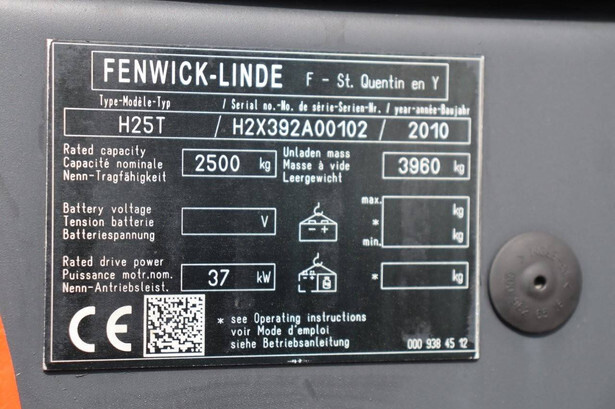 FENWICK-LINDE F - St. Quentin en Y
Type-Modèle-Typ / Serial no.-No. de série-Serien-Nr. / year-année-Baujahr
H25T / H2X392A00102 / 2010
Rated capacity
Capacité nominale
Nenn-Tragfähigkeit
2500 kg
Unladen mass
Masse à vide
Leergewicht
3960 kg
Battery voltage
Tension batterie
Batteriespannung
V
max.
*
min.
kg
kg
Rated drive power
Puissance motr.nom.
Nenn-Antriebsleist.
37 kW
* kg
CE
* see Operating instructions
voir Mode d'emploi
siehe Betriebsanleitung
000 938 45 12